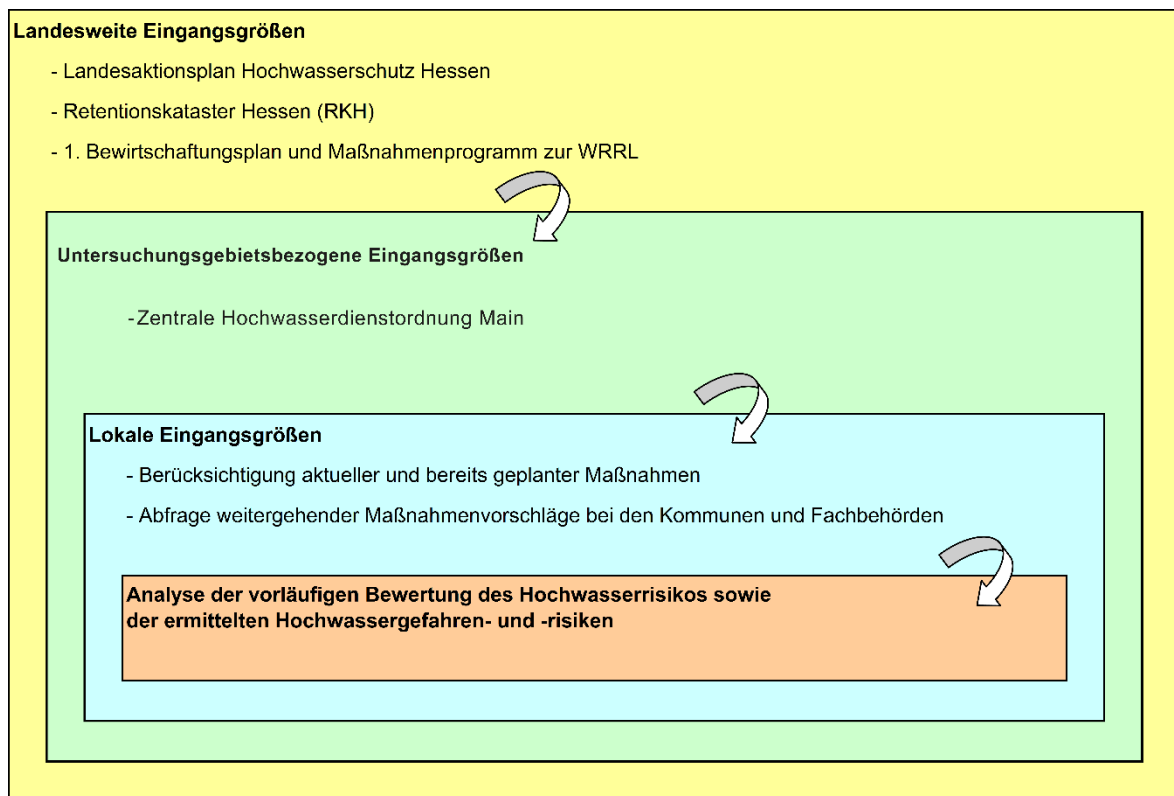 Landesweite Eingangsgrößen
- Landesaktionsplan Hochwasserschutz Hessen
- Retentionskataster Hessen (RKH)
- 1. Bewirtschaftungsplan und Maßnahmenprogramm zur WRRL
Untersuchungsgebietsbezogene Eingangsgrößen
-Zentrale Hochwasserdienstordnung Main
Lokale Eingangsgrößen
- Berücksichtigung aktueller und bereits geplanter Maßnahmen
- Abfrage weitergehender Maßnahmenvorschläge bei den Kommunen und Fachbehörden
Analyse der vorläufigen Bewertung des Hochwasserrisikos sowie
der ermittelten Hochwassergefahren- und -risiken